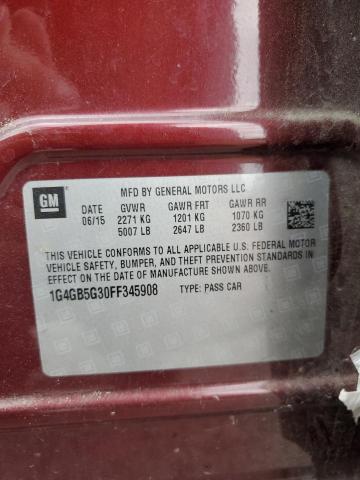 GM
MFD BY GENERAL MOTORS LLC
DATE GVWR GAWR FRT GAWR RR
06/15 2271 KG 1201 KG 1070 KG
5007 LB 2647 LB 2360 LB
THIS VEHICLE CONFORMS TO ALL APPLICABLE U.S. FEDERAL MOTOR
VEHICLE SAFETY, BUMPER, AND THEFT PREVENTION STANDARDS IN
EFFECT ON THE DATE OF MANUFACTURE SHOWN ABOVE.
1G4GB5G30FF345908
TYPE: PASS CAR